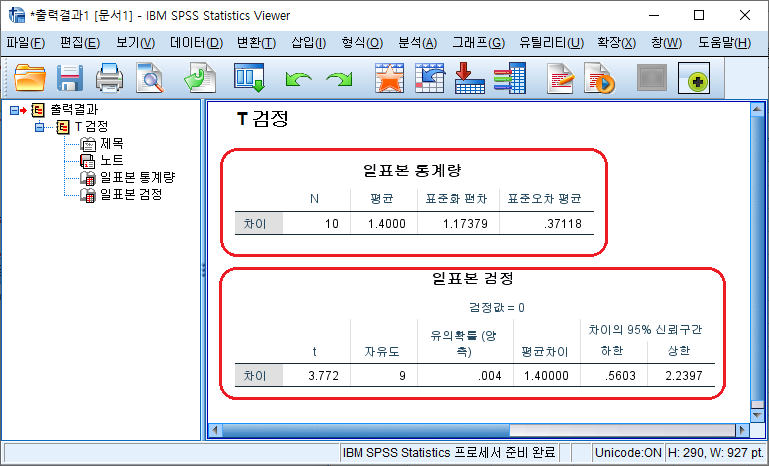 *출력결과1 [문서1] - IBM SPSS Statistics Viewer
파일(F) 편집(E) 보기(V) 데이터(D) 변환(T) 삽입(I) 형식(O) 분석(A) 그래프(G) 유틸리티(U) 확장(X) 창(W) 도움말(H)
출력결과
T 검정
제목
노트
일표본 통계량
일표본 검정
T 검정
일표본 통계량
N 평균 표준화 편차 표준오차 평균
차이 10 1.4000 1.17379 .37118
일표본 검정
검정값 = 0
차이의 95% 신뢰구간
t 자유도 유의확률 (양
측) 평균차이 하한 상한
차이 3.772 9 .004 1.40000 .5603 2.2397
IBM SPSS Statistics 프로세서 준비 완료 Unicode:ON H: 290, W: 927 pt.